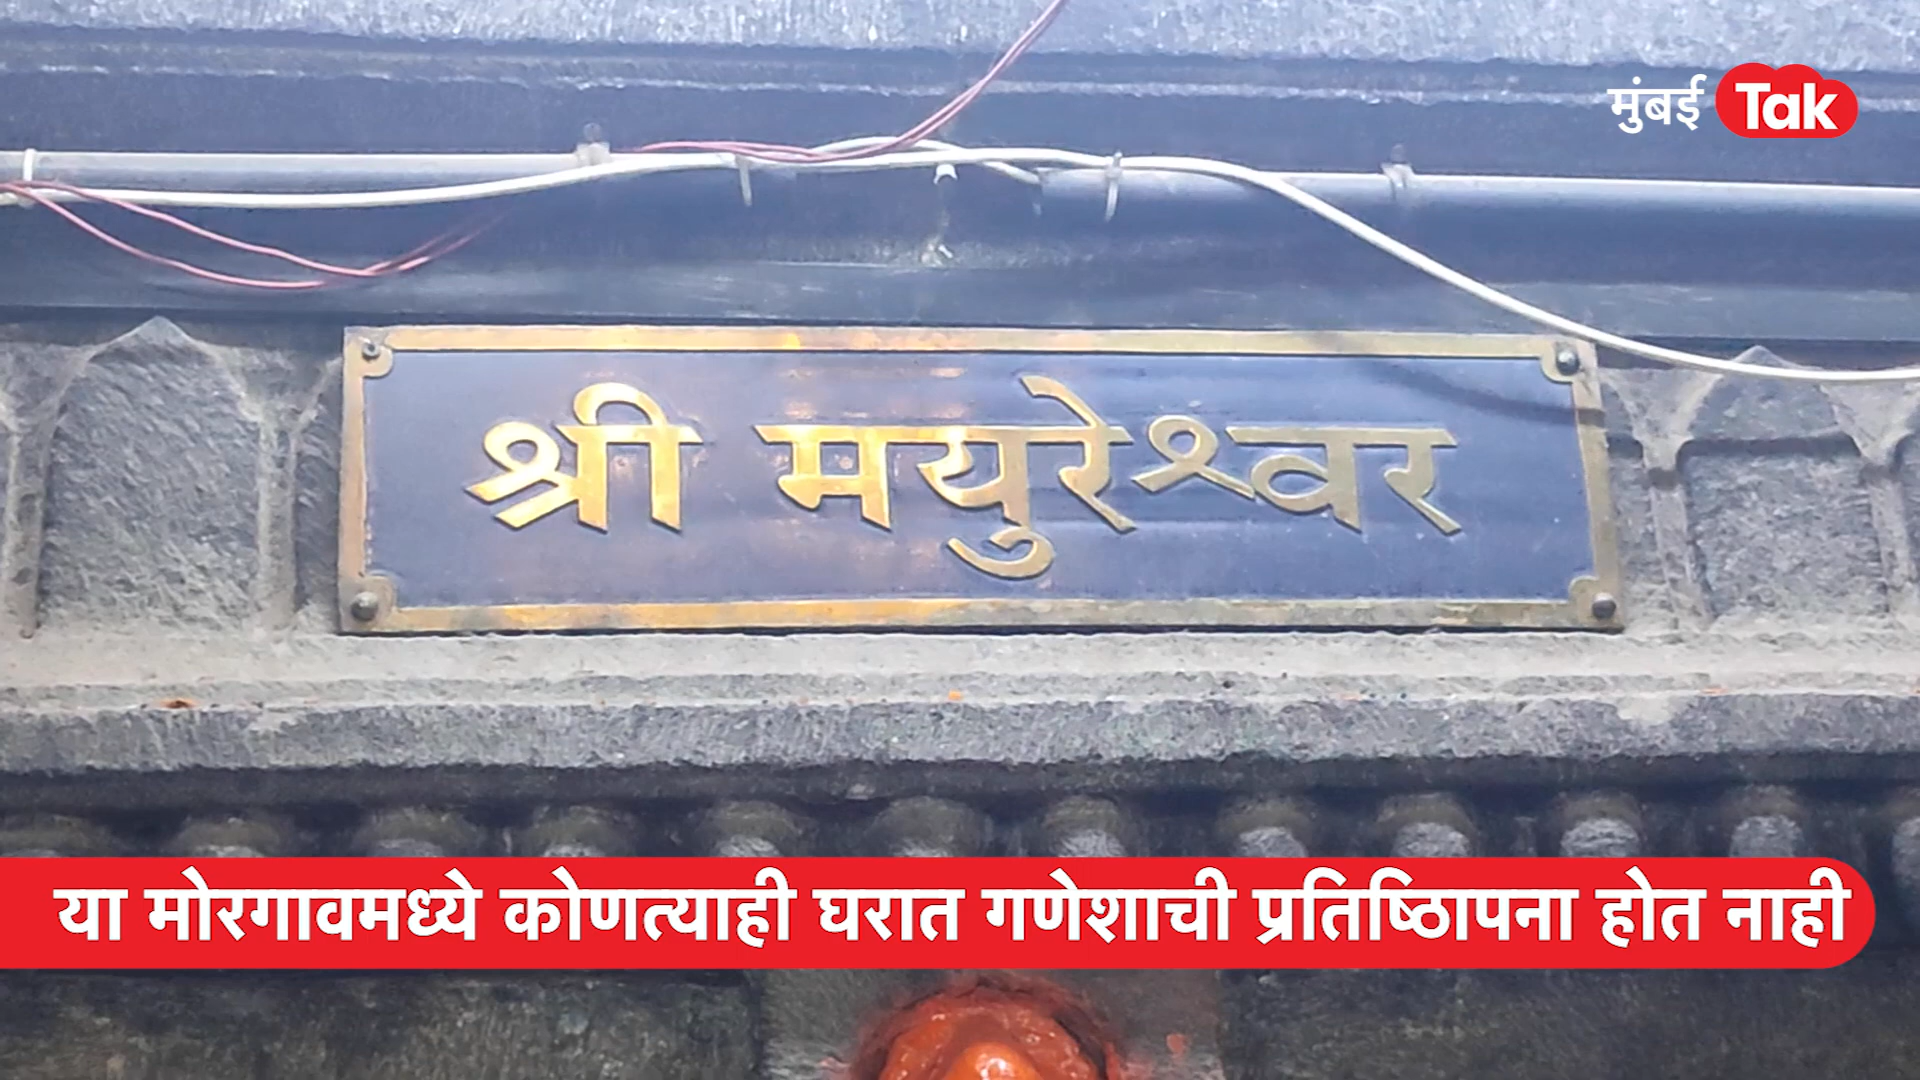 मुंबई Tak
श्री मयुरेश्वर
या मोरगावमध्ये कोणत्याही घरात गणेशाची प्रतिष्ठिापना होत नाही